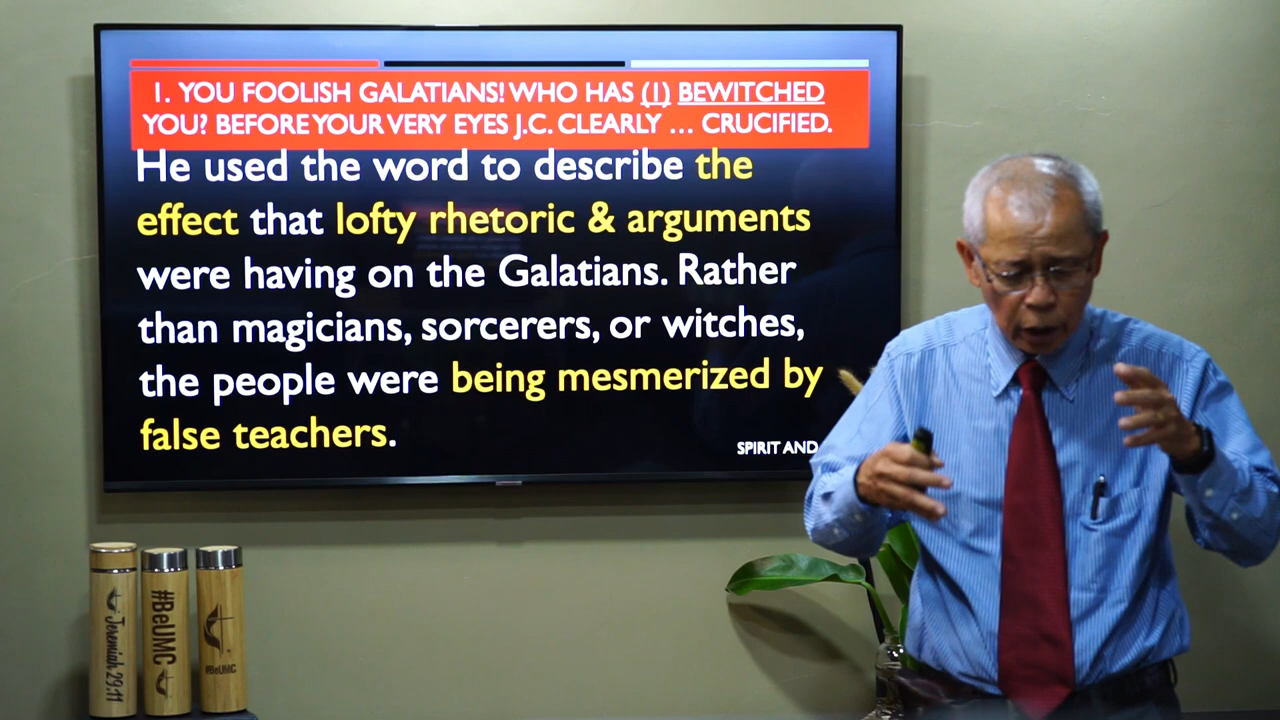 1. YOU FOOLISH GALATIANS! WHO HAS (1) BEWITCHED
YOU? BEFORE YOUR VERY EYES J.C. CLEARLY ... CRUCIFIED.
He used the word to describe the
effect that lofty rhetoric & arguments
were having on the Galatians. Rather
than magicians, sorcerers, or witches,
the people were being mesmerized by
false teachers.
SPIRIT AND
Jeremiah 29:11
#BeUMC
#BeUMC